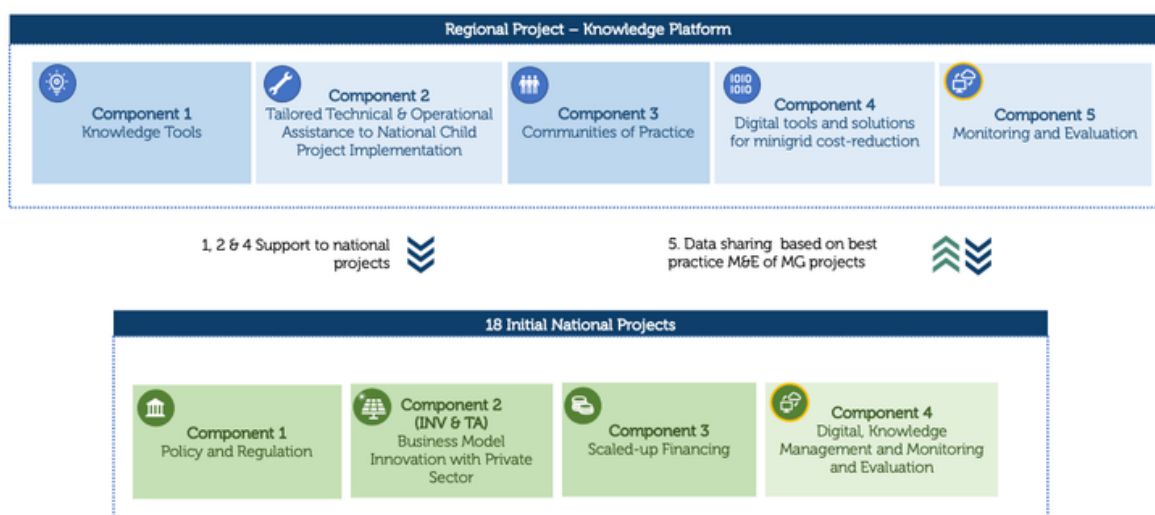 Regional Project – Knowledge Platform
Component 1
Knowledge Tools
Component 2
Tailored Technical & Operational
Assistance to National Child
Project Implementation
Component 3
Communities of Practice
1010
1010
Component 4
Digital tools and solutions
for minigrid cost-reduction
Component 5
Monitoring and Evaluation
1, 2 & 4 Support to national
projects
5. Data sharing based on best
practice M&E of MG projects
18 Initial National Projects
Component 1
Policy and Regulation
Component 2
(INV & TA)
Business Model
Innovation with Private
Sector
Component 3
Scaled-up Financing
Component 4
Digital, Knowledge
Management and Monitoring
and Evaluation